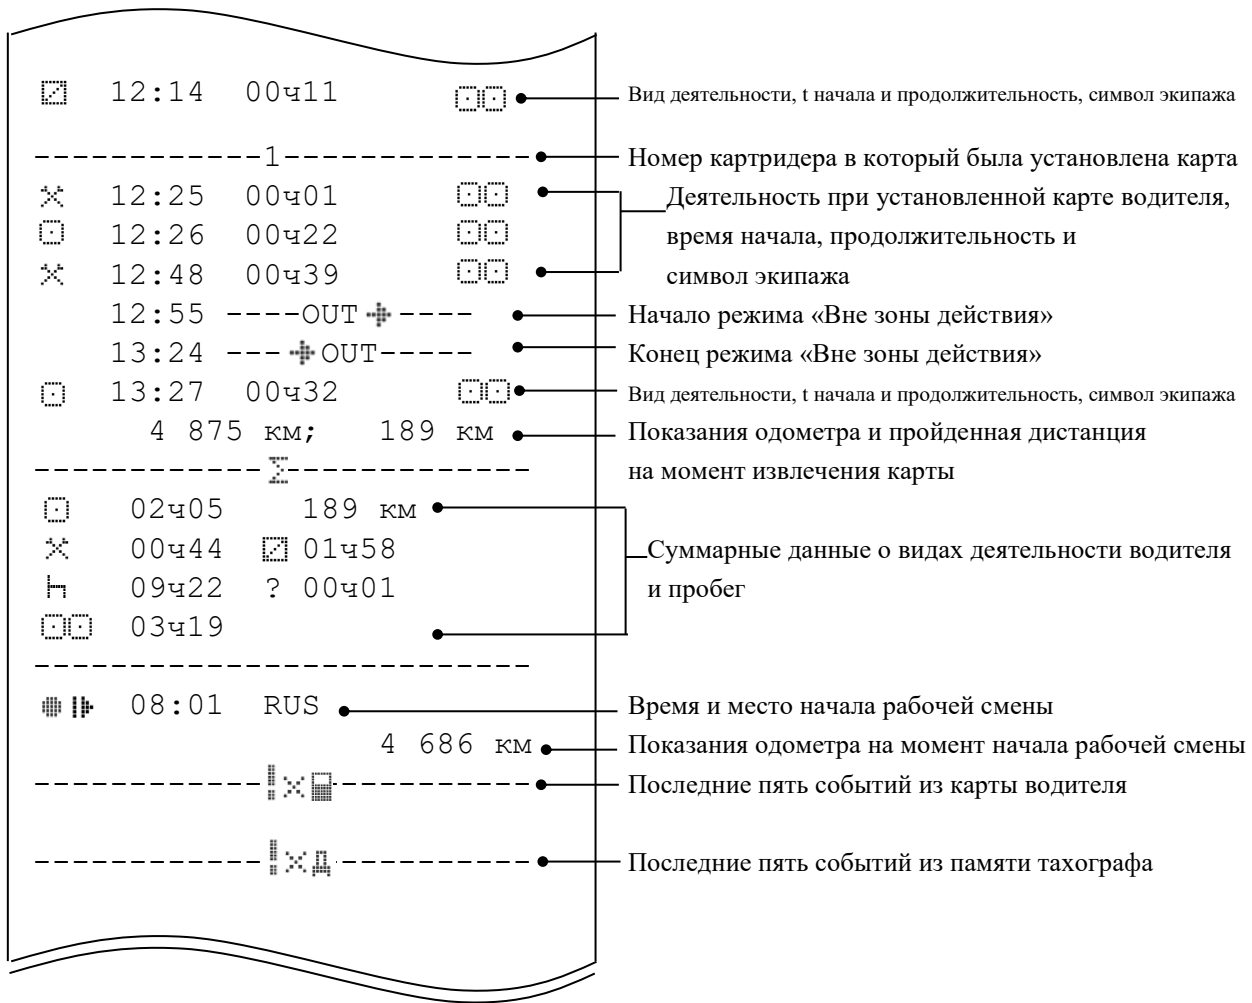 12:14 00ч11 Вид деятельности, t начала и продолжительность, символ экипажа
-------------1-------------- Номер картридера в который была установлена карта
12:25 00ч01 Деятельность при установленной карте водителя,
12:26 00ч22 время начала, продолжительность и
12:48 00ч39 символ экипажа
12:55 ----OUT ---- Начало режима «Вне зоны действия»
13:24 --- OUT----- Конец режима «Вне зоны действия»
13:27 00ч32 Вид деятельности, t начала и продолжительность, символ экипажа
4 875 км; 189 км Показания одометра и пройденная дистанция
-------------Σ-------------- на момент извлечения карты
02ч05 189 км
00ч44 01ч58 Суммарные данные о видах деятельности водителя
09ч22 ? 00ч01 и пробег
03ч19
08:01 RUS Время и место начала рабочей смены
4 686 км Показания одометра на момент начала рабочей смены
-------------!× ------------ Последние пять событий из карты водителя
-------------!×Д------------ Последние пять событий из памяти тахографа